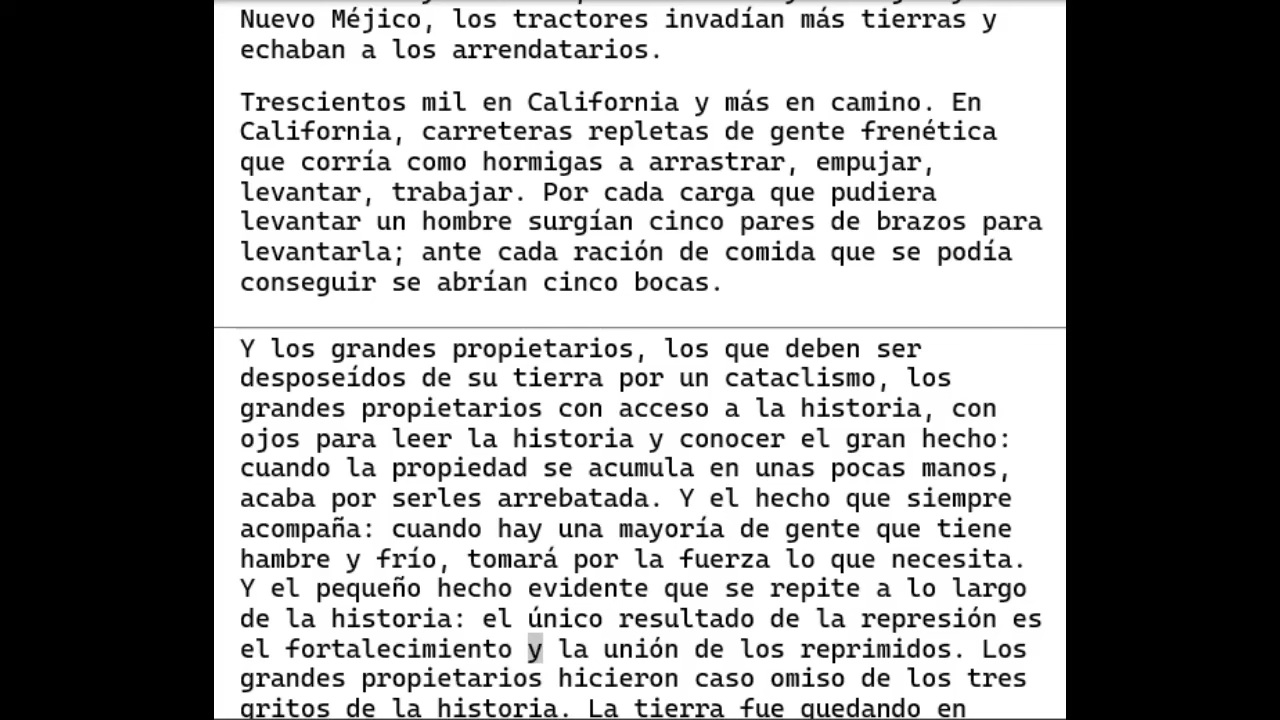 Nuevo Méjico, los tractores invadían más tierras y
echaban a los arrendatarios.
Trescientos mil en California y más en camino. En
California, carreteras repletas de gente frenética
que corría como hormigas a arrastrar, empujar,
levantar, trabajar. Por cada carga que pudiera
levantar un hombre surgían cinco pares de brazos para
levantarla; ante cada ración de comida que se podía
conseguir se abrían cinco bocas.
Y los grandes propietarios, los que deben ser
desposeídos de su tierra por un cataclismo, los
grandes propietarios con acceso a la historia, con
ojos para leer la historia y conocer el gran hecho:
cuando la propiedad se acumula en unas pocas manos,
acaba por serles arrebatada. Y el hecho que siempre
acompaña: cuando hay una mayoría de gente que tiene
hambre y frío, tomará por la fuerza lo que necesita.
Y el pequeño hecho evidente que se repite a lo largo
de la historia: el único resultado de la represión es
el fortalecimiento y la unión de los reprimidos. Los
grandes propietarios hicieron caso omiso de los tres
gritos de la historia. La tierra fue quedando en